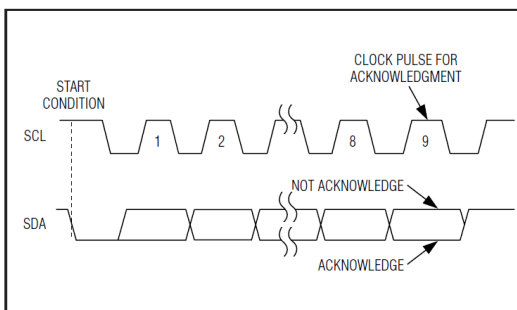 CLOCK PULSE FOR
ACKNOWLEDGMENT
START
CONDITION
SCL
1
2
8
9
NOT ACKNOWLEDGE
SDA
ACKNOWLEDGE